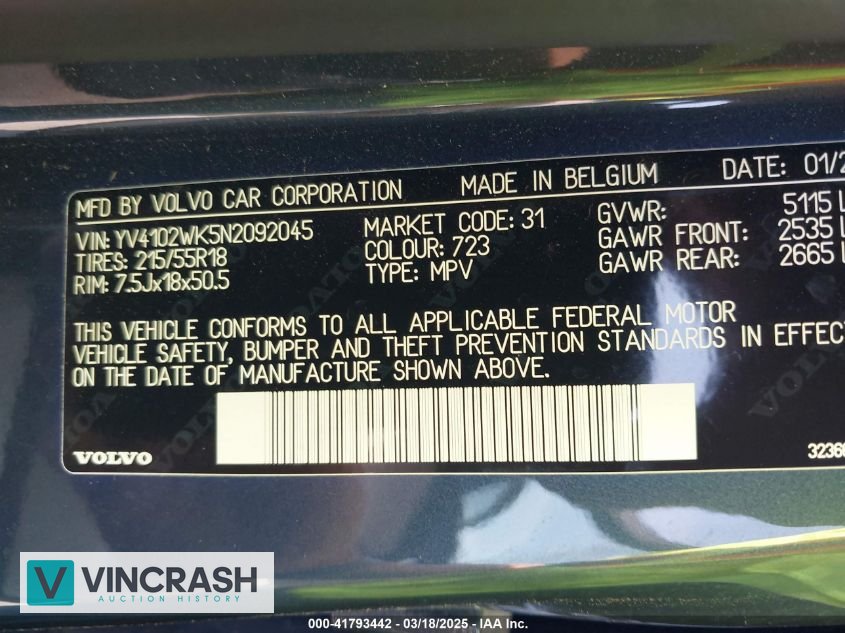 MFD BY VOLVO CAR CORPORATION MADE IN BELGIUM DATE: 01/2
VIN: YV4102WK5N2092045 MARKET CODE: 31 GVWR: 5115 L
TIRES: 215/55R18 COLOUR: 723 GAWR FRONT: 2535 L
RIM: 7.5Jx18x50.5 TYPE: MPV GAWR REAR: 2665 L
THIS VEHICLE CONFORMS TO ALL APPLICABLE FEDERAL MOTOR
VEHICLE SAFETY, BUMPER AND THEFT PREVENTION STANDARDS IN EFFECT
ON THE DATE OF MANUFACTURE SHOWN ABOVE.
VOLVO 3236
V VINCRASH
AUCTION HISTORY
000-41793442 - 03/18/2025 - IAA Inc.